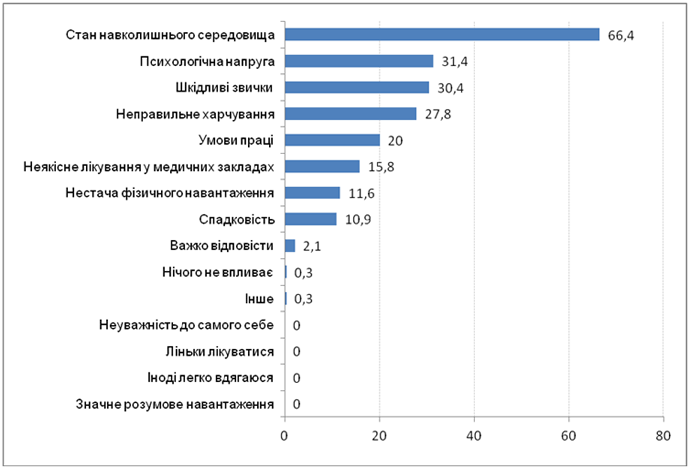 Стан навколишнього середовища 66,4
Психологічна напруга 31,4
Шкідливі звички 30,4
Неправильне харчування 27,8
Умови праці 20
Неякісне лікування у медичних закладах 15,8
Нестача фізичного навантаження 11,6
Спадковість 10,9
Важко відповісти 2,1
Нічого не впливає 0,3
Інше 0,3
Неуважність до самого себе 0
Ліньки лікуватися 0
Іноді легко вдягаюся 0
Значне розумове навантаження 0
0 20 40 60 80